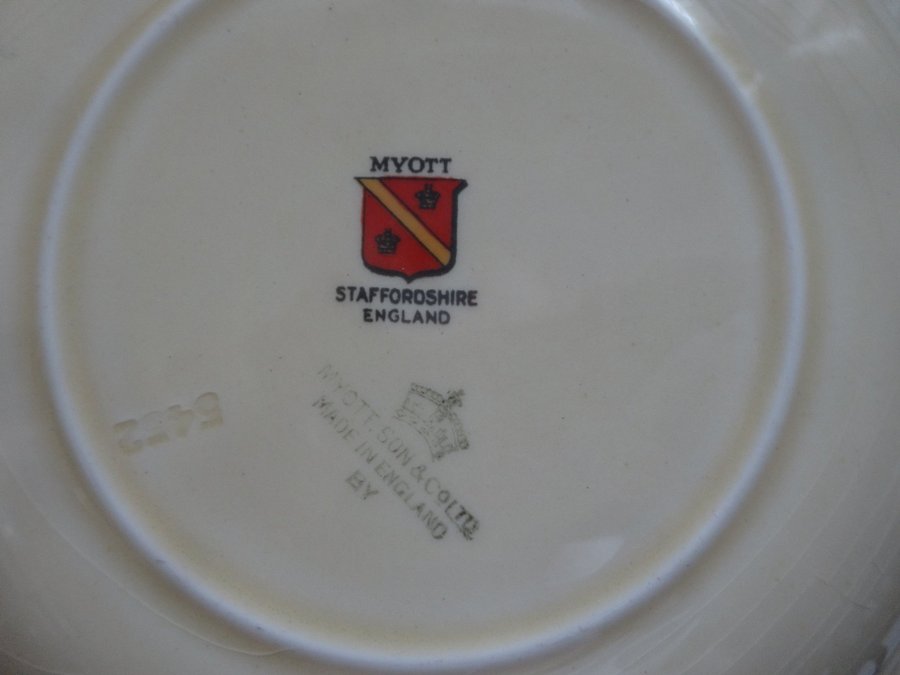 MYOTT
STAFFORDSHIRE
ENGLAND
MYOTT, SON & CO LTD
MADE IN ENGLAND
BY